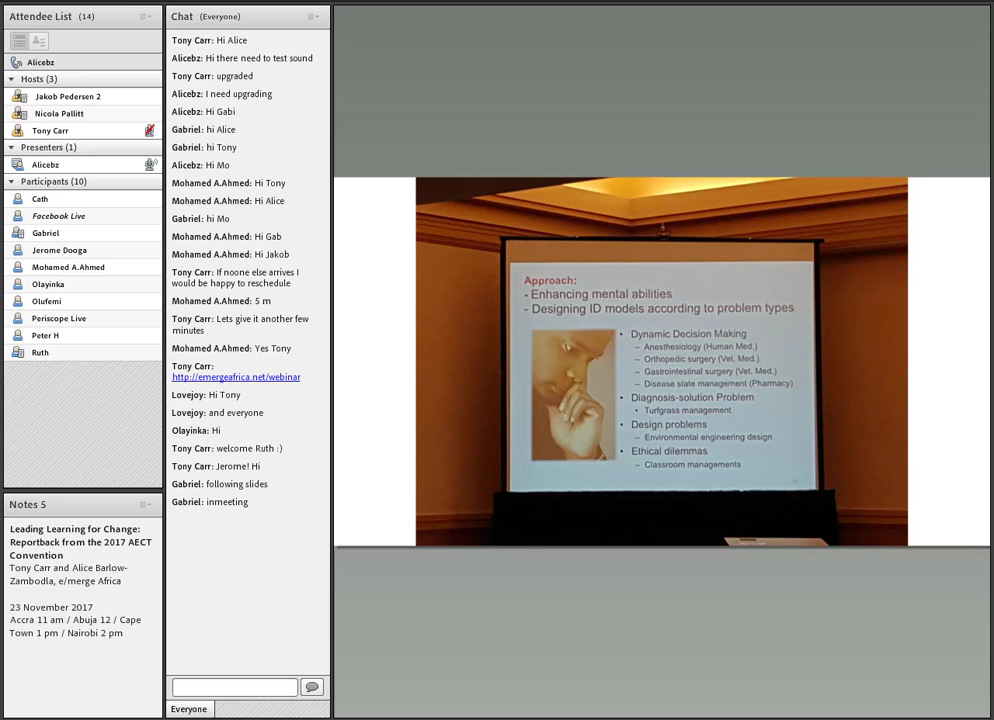 Attendee List (14)
Alicebz
Hosts (3)
Jakob Pedersen 2
Nicola Pallitt
Tony Carr
Presenters (1)
Alicebz
Participants (10)
Cath
Facebook Live
Gabriel
Jerome Dooga
Mohamed A.Ahmed
Olayinka
Olufemi
Periscope Live
Peter H
Ruth
Notes 5
Leading Learning for Change:
Reportback from the 2017 AECT
Convention
Tony Carr and Alice Barlow-
Zambodla, e/merge Africa
23 November 2017
Accra 11 am / Abuja 12 / Cape
Town 1 pm / Nairobi 2 pm
Chat (Everyone)
Tony Carr: Hi Alice
Alicebz: Hi there need to test sound
Tony Carr: upgraded
Alicebz: I need upgrading
Alicebz: Hi Gabi
Gabriel: hi Alice
Gabriel: hi Tony
Alicebz: Hi Mo
Mohamed A.Ahmed: Hi Tony
Mohamed A.Ahmed: Hi Alice
Gabriel: hi Mo
Mohamed A.Ahmed: Hi Gab
Mohamed A.Ahmed: Hi Jakob
Tony Carr: If noone else arrives I
would be happy to reschedule
Mohamed A.Ahmed: 5 m
Tony Carr: Lets give it another few
minutes
Mohamed A.Ahmed: Yes Tony
Tony Carr:
http://emergeafrica.net/webinar
Lovejoy: Hi Tony
Lovejoy: and everyone
Olayinka: Hi
Tony Carr: welcome Ruth :)
Tony Carr: Jerome! Hi
Gabriel: following slides
Gabriel: inmeeting
Everyone
Approach:
- Enhancing mental abilities
- Designing ID models according to problem types
• Dynamic Decision Making
– Anesthesiology (Human Med.)
– Orthopedic surgery (Vet. Med.)
– Gastrointestinal surgery (Vet. Med.)
– Disease state management (Pharmacy)
• Diagnosis-solution Problem
• Turfgrass management
• Design problems
– Environmental engineering design
• Ethical dilemmas
– Classroom managements